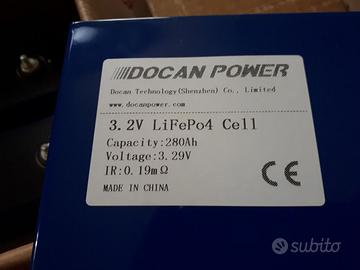 DOCAN POWER
Docan Technology(Shenzhen) Co., Limited
www.docanpower.com
3.2V LiFePo4 Cell
Capacity:280Ah
Voltage:3.29V
IR:0.19mΩ
MADE IN CHINA
CE
subito